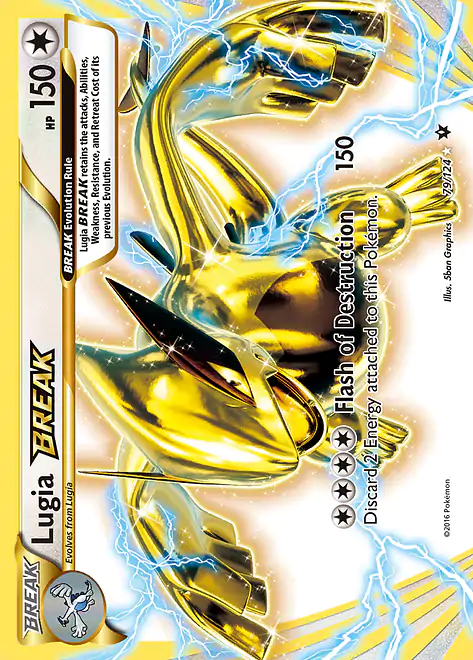 BREAK
Lugia BREAK
HP 150
Evolves from Lugia
BREAK Evolution Rule
Lugia BREAK retains the attacks, Abilities,
Weakness, Resistance, and Retreat Cost of its
previous Evolution.
Flash of Destruction 150
Discard 2 Energy attached to this Pokémon.
©2016 Pokémon
Illus. 5ban Graphics
79/124